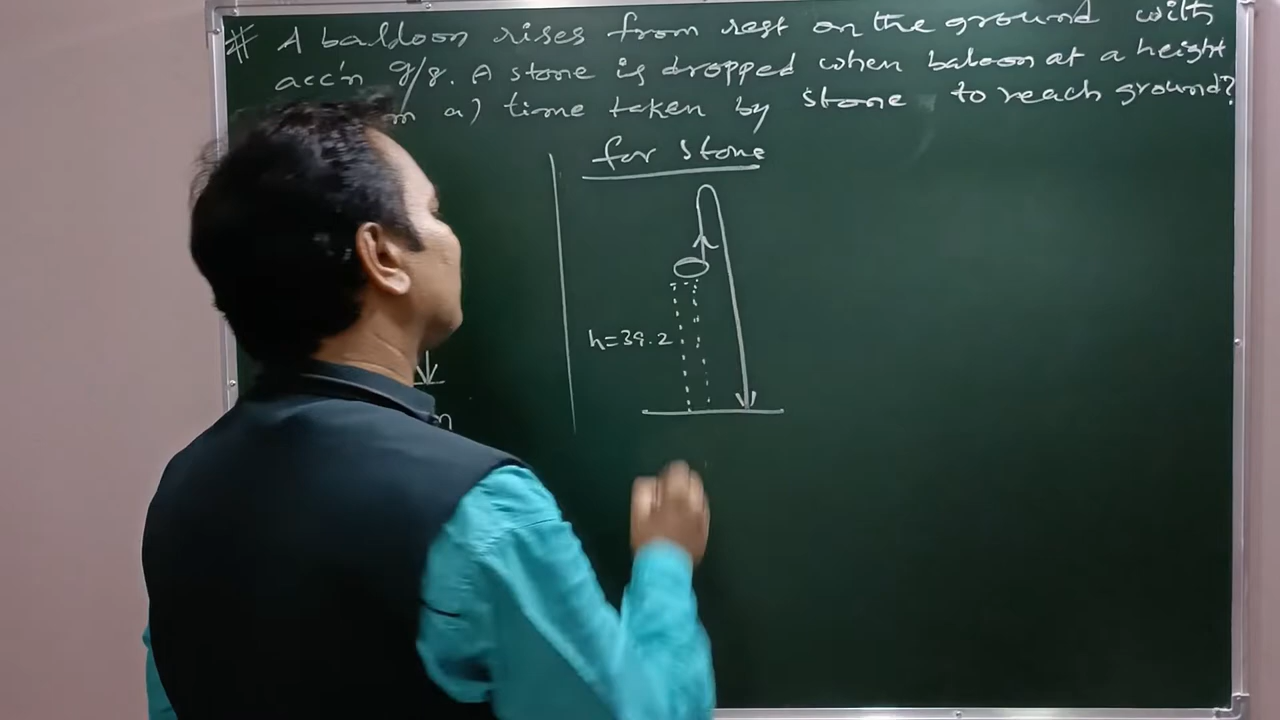 # A balloon rises from rest on the ground with
acc'n g/8. A stone is dropped when baloon at a height
m a) time taken by stone to reach ground?
for stone
h=39.2
m